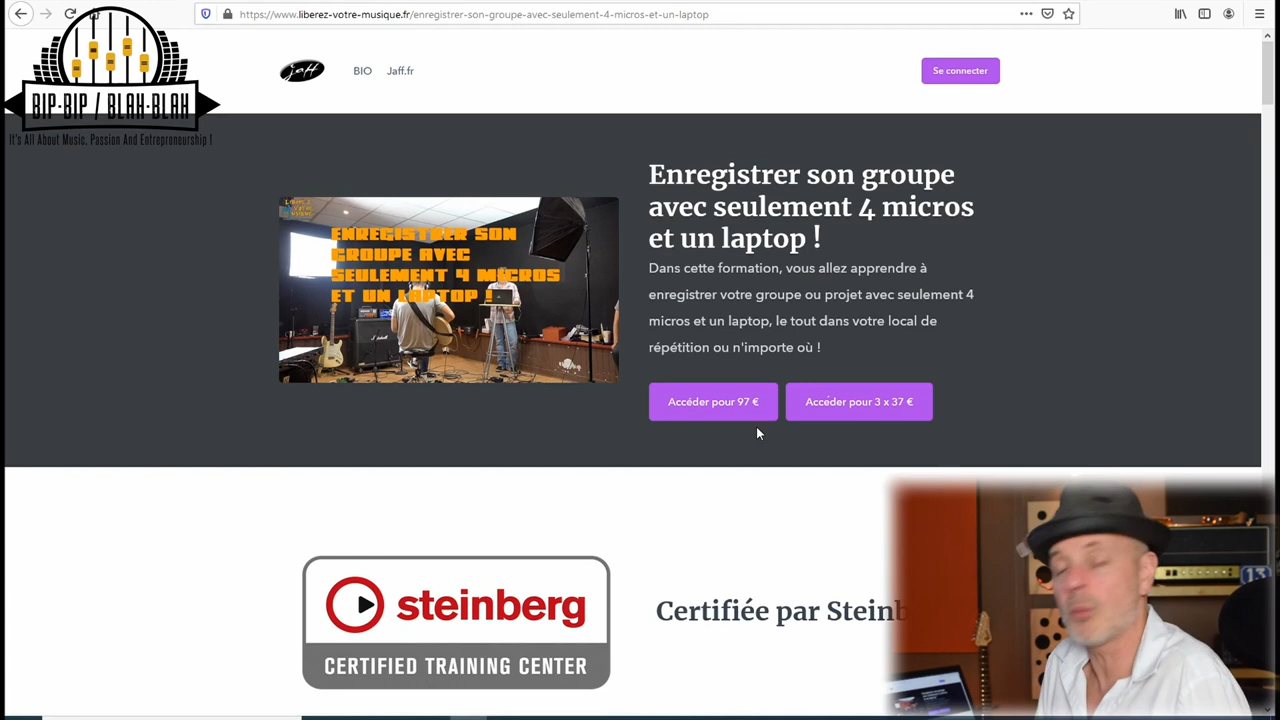 https://www.liberez-votre-musique.fr/enregistrer-son-groupe-avec-seulement-4-micros-et-un-laptop
BIP-BIP / BLAH-BLAH
It's All About Music, Passion And Entrepreneurship !
jaff
BIO
Jaff.fr
Se connecter
ENREGISTRER SON
GROUPE AVEC
SEULEMENT 4 MICROS
ET UN LAPTOP !
Enregistrer son groupe
avec seulement 4 micros
et un laptop !
Dans cette formation, vous allez apprendre à
enregistrer votre groupe ou projet avec seulement 4
micros et un laptop, le tout dans votre local de
répétition ou n'importe où !
Accéder pour 97 €
Accéder pour 3 x 37 €
steinberg
CERTIFIED TRAINING CENTER
Certifiée par Steinb
13